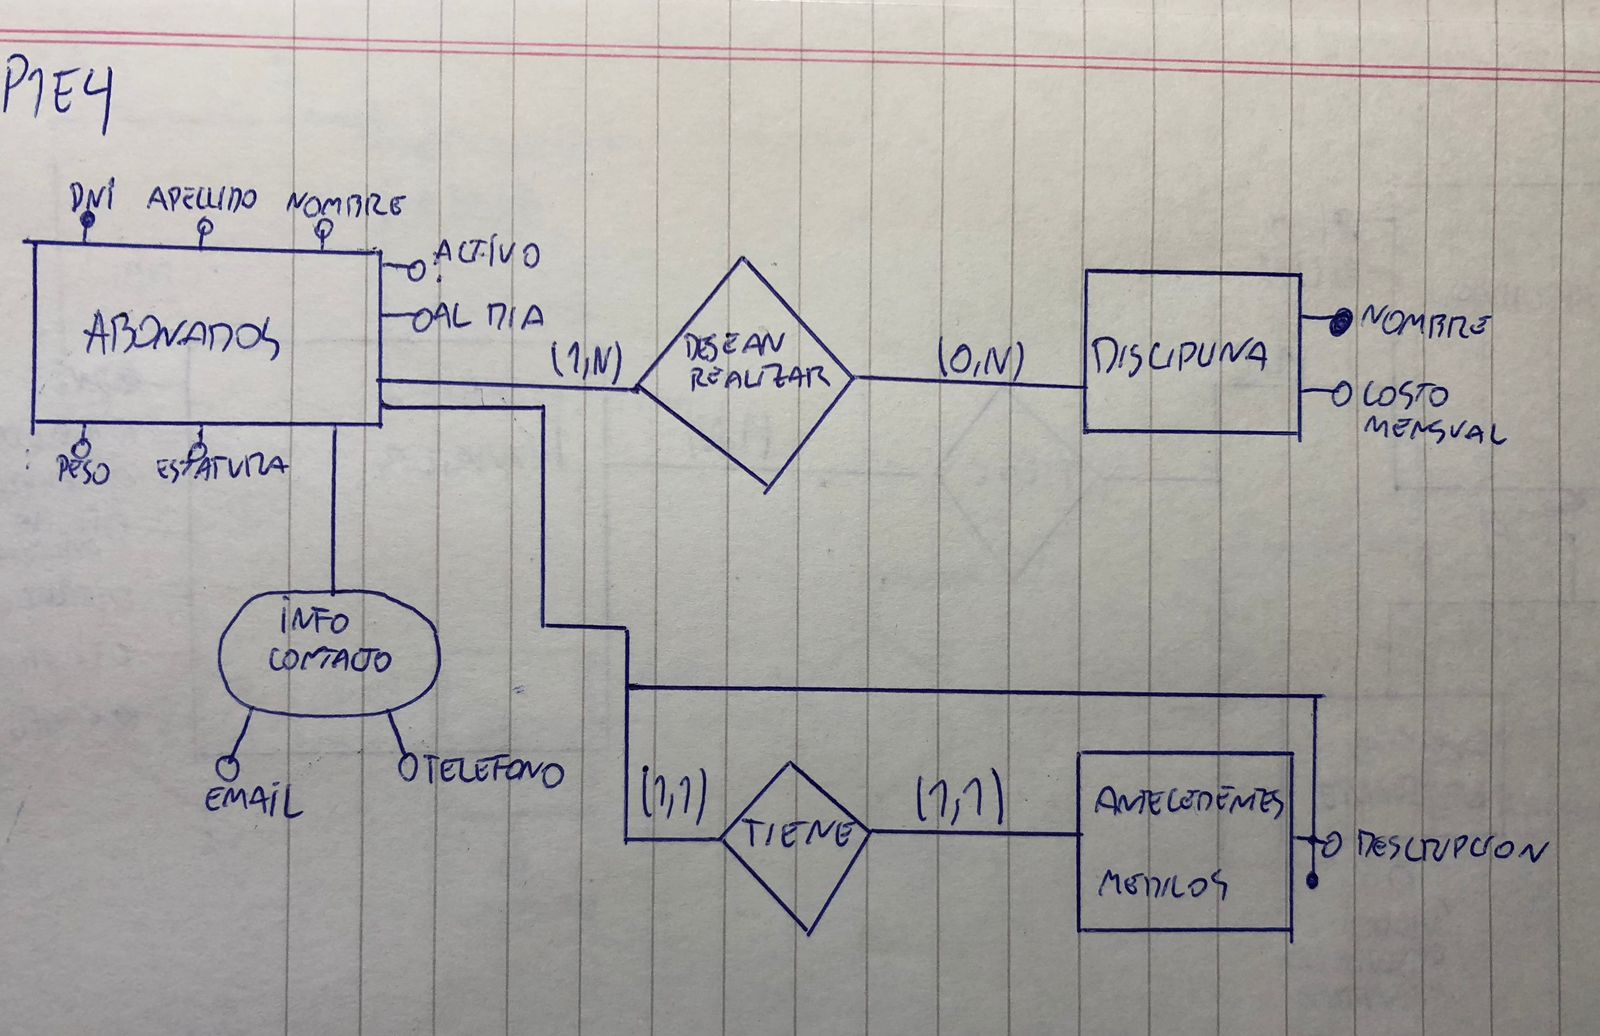 P1E4
DNI APELLIDO NOMBRE
ACTIVO
AL DIA
ABONADOS
PESO ESTATURA
(1,N)
DESEAN
REALIZAR
(0,N)
DISCIPLINA
NOMBRE
COSTO
MENSUAL
INFO
CONTACTO
EMAIL
TELEFONO
(1,1)
TIENE
(1,1)
ANTECEDENTES
MEDICOS
DESCRIPCION